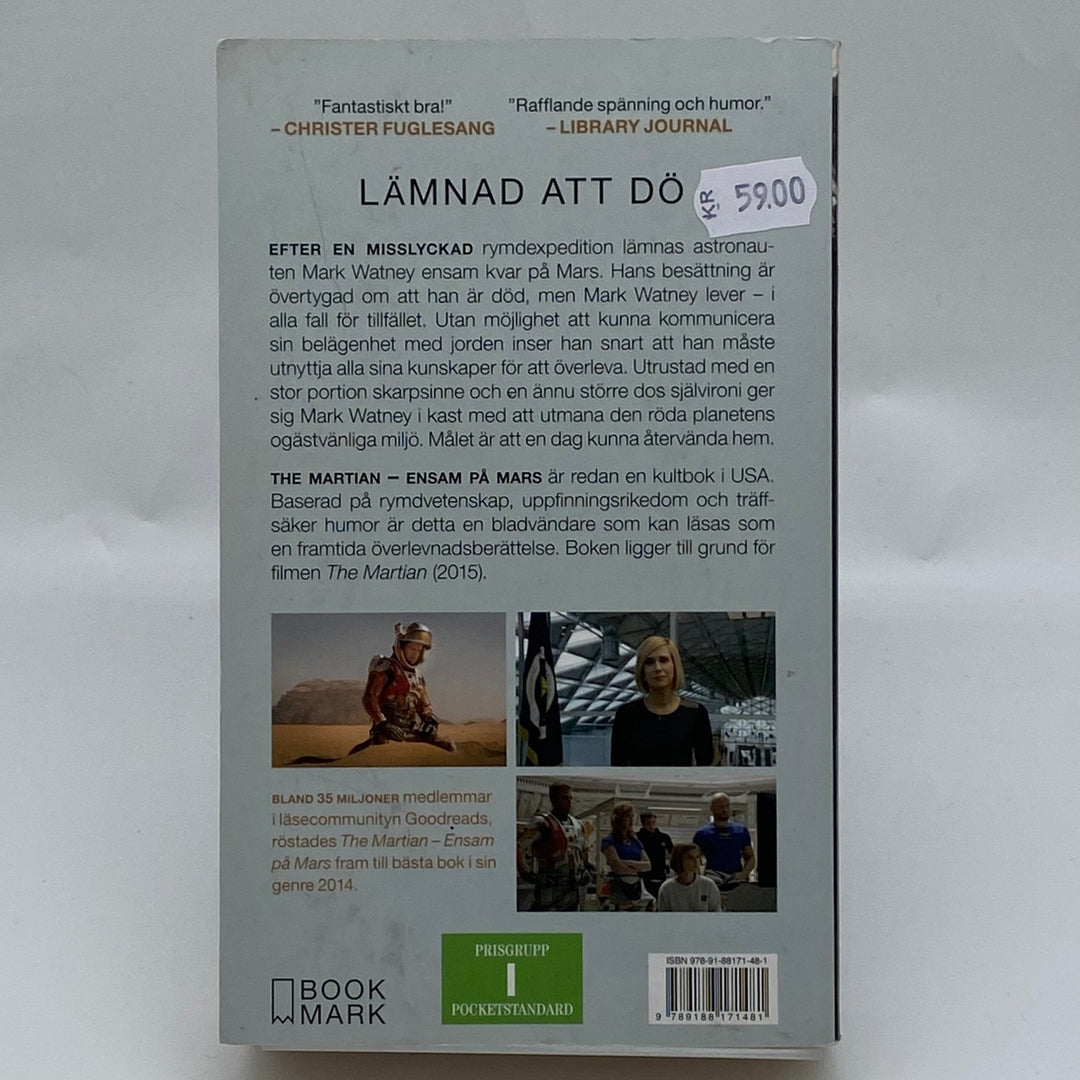 "Fantastiskt bra!"
– CHRISTER FUGLESANG
"Rafflande spänning och humor."
– LIBRARY JOURNAL
LÄMNAD ATT DÖ
KR. 59.00
EFTER EN MISSLYCKAD rymdexpedition lämnas astronau-
ten Mark Watney ensam kvar på Mars. Hans besättning är
övertygad om att han är död, men Mark Watney lever – i
alla fall för tillfället. Utan möjlighet att kunna kommunicera
sin belägenhet med jorden inser han snart att han måste
utnyttja alla sina kunskaper för att överleva. Utrustad med en
stor portion skarpsinne och en ännu större dos självironi ger
sig Mark Watney i kast med att utmana den röda planetens
ogästvänliga miljö. Målet är att en dag kunna återvända hem.
THE MARTIAN – ENSAM PÅ MARS är redan en kultbok i USA.
Baserad på rymdvetenskap, uppfinningsrikedom och träff-
säker humor är detta en bladvändare som kan läsas som
en framtida överlevnadsberättelse. Boken ligger till grund för
filmen The Martian (2015).
BLAND 35 MILJONER medlemmar
i läsecommunityn Goodreads,
röstades The Martian – Ensam
på Mars fram till bästa bok i sin
genre 2014.
BOOK
MARK
PRISGRUPP
I
POCKETSTANDARD
ISBN 978-91-88171-48-1
9 789188 171481